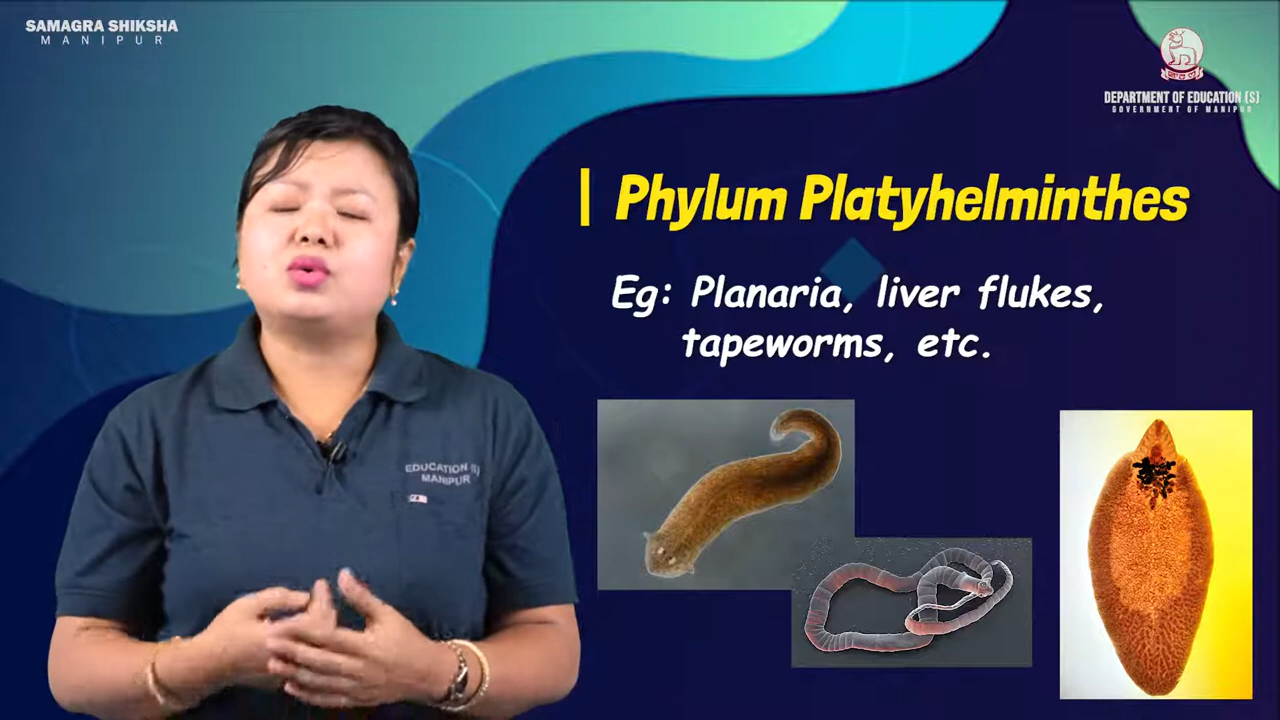 SAMAGRA SHIKSHA
MANIPUR
DEPARTMENT OF EDUCATION (S)
GOVERNMENT OF MANIPUR
Phylum Platyhelminthes
Eg: Planaria, liver flukes,
tapeworms, etc.
EDUCATION (S)
MANIPUR